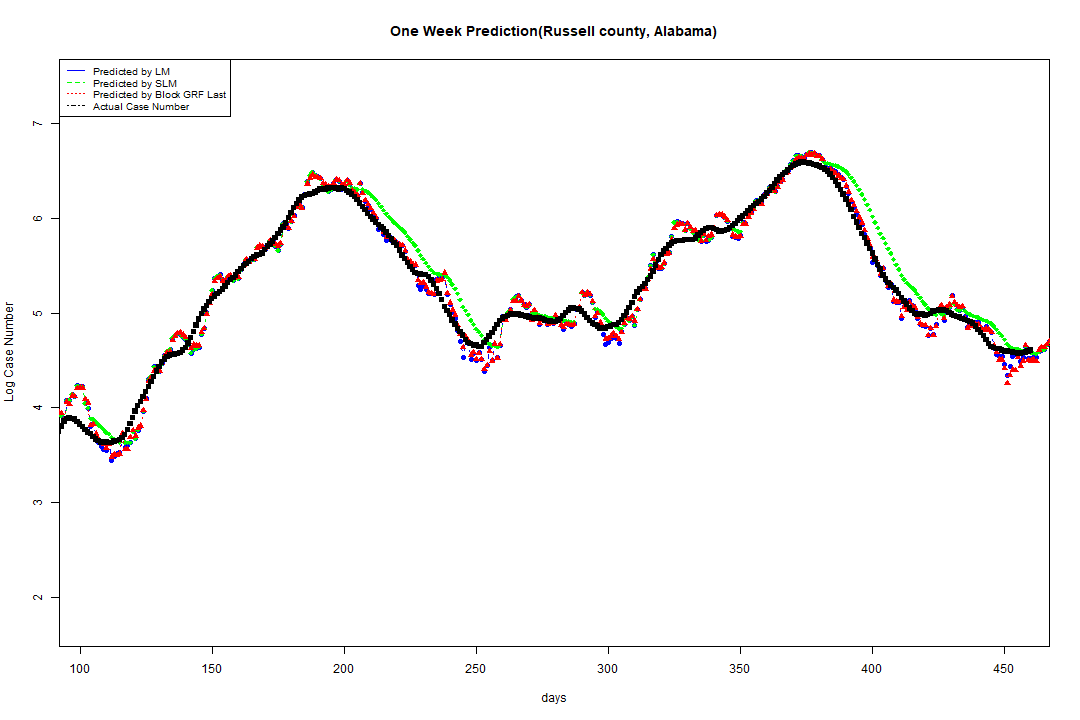 One Week Prediction(Russell county, Alabama)
Predicted by LM
Predicted by SLM
Predicted by Block GRF Last
Actual Case Number
Log Case Number
7
6
5
4
3
2
100 150 200 250 300 350 400 450
days